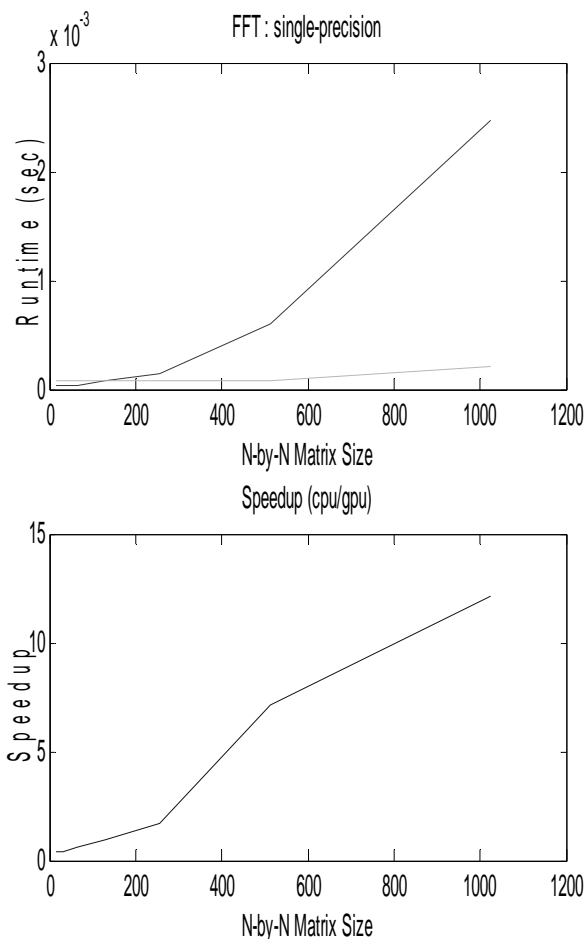 x 10^-3
FFT : single-precision
3
2
1
0
Runtime (sec)
0 200 400 600 800 1000 1200
N-by-N Matrix Size
Speedup (cpu/gpu)
15
10
5
0
Speedup
0 200 400 600 800 1000 1200
N-by-N Matrix Size